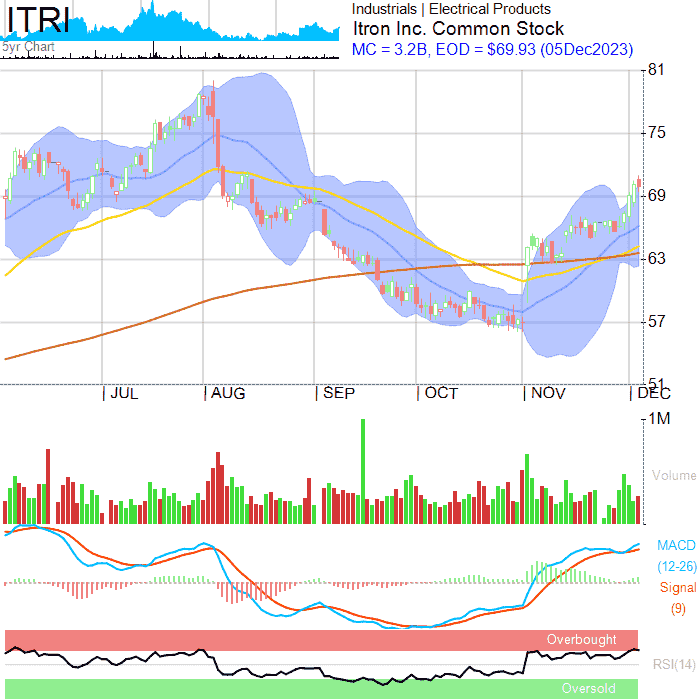 ITRI
5yr Chart
Industrials | Electrical Products
Itron Inc. Common Stock
MC = 3.2B, EOD = $69.93 (05Dec2023)
81
75
69
63
57
51
JUL
AUG
SEP
OCT
NOV
DEC
1M
Volume
MACD
(12-26)
Signal
(9)
Overbought
RSI(14)
Oversold